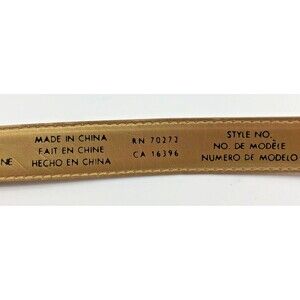 MADE IN CHINA
FAIT EN CHINE
HECHO EN CHINA
RN 70272
CA 16396
STYLE NO.
NO. DE MODÈLE
NUMERO DE MODELO